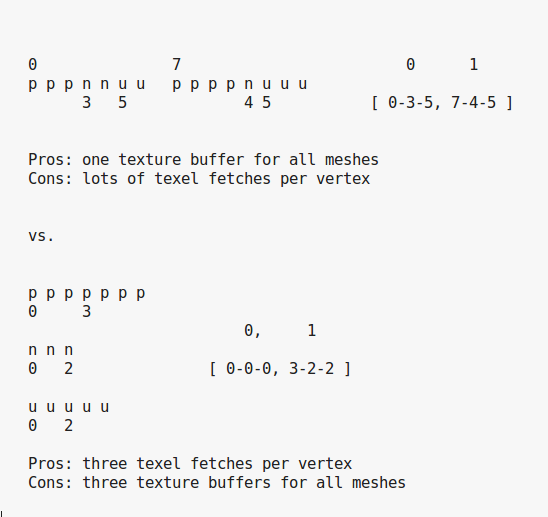 0               7                         0      1
p p p n n u u   p p p p n u u u
      3   5             4 5           [ 0-3-5, 7-4-5 ]
Pros: one texture buffer for all meshes
Cons: lots of texel fetches per vertex
vs.
p p p p p p p
0     3
                        0,     1
n n n
0   2               [ 0-0-0, 3-2-2 ]
u u u u u
0   2
Pros: three texel fetches per vertex
Cons: three texture buffers for all meshes